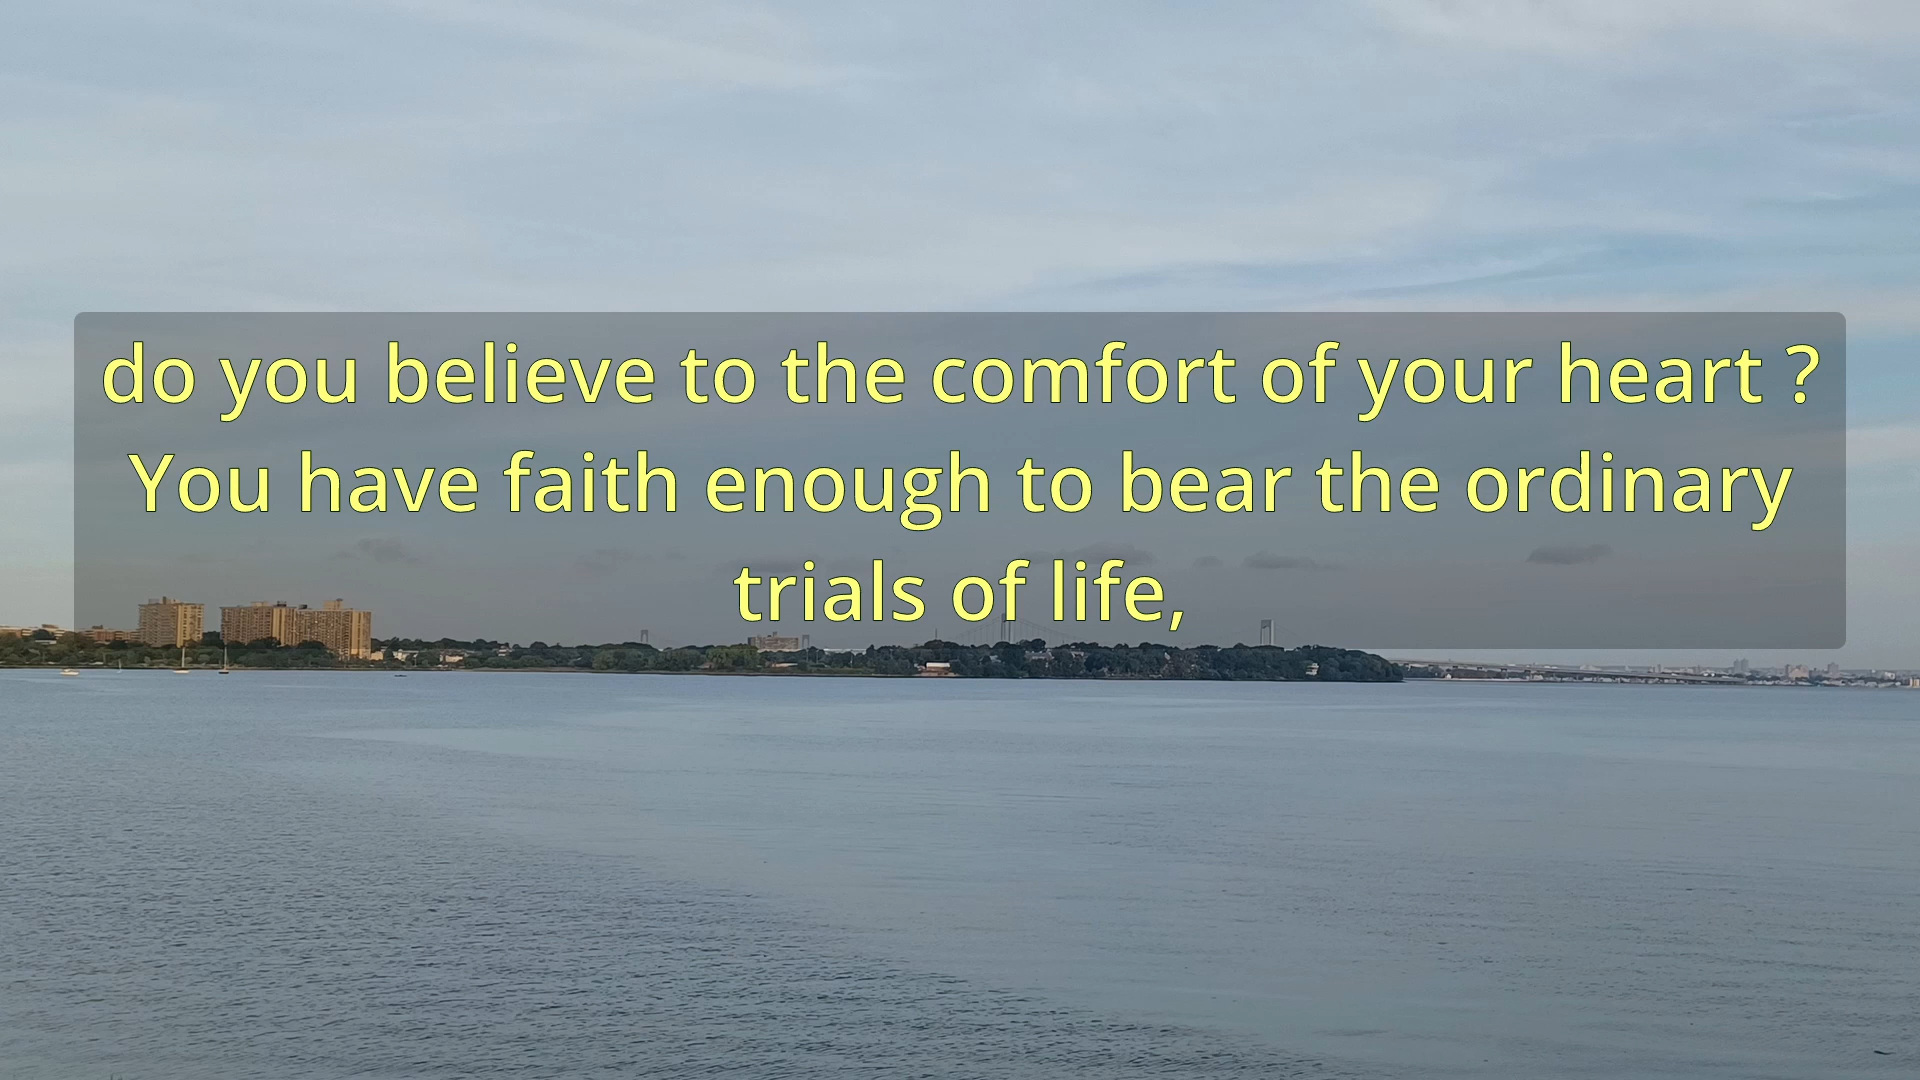 do you believe to the comfort of your heart ?
You have faith enough to bear the ordinary
trials of life,